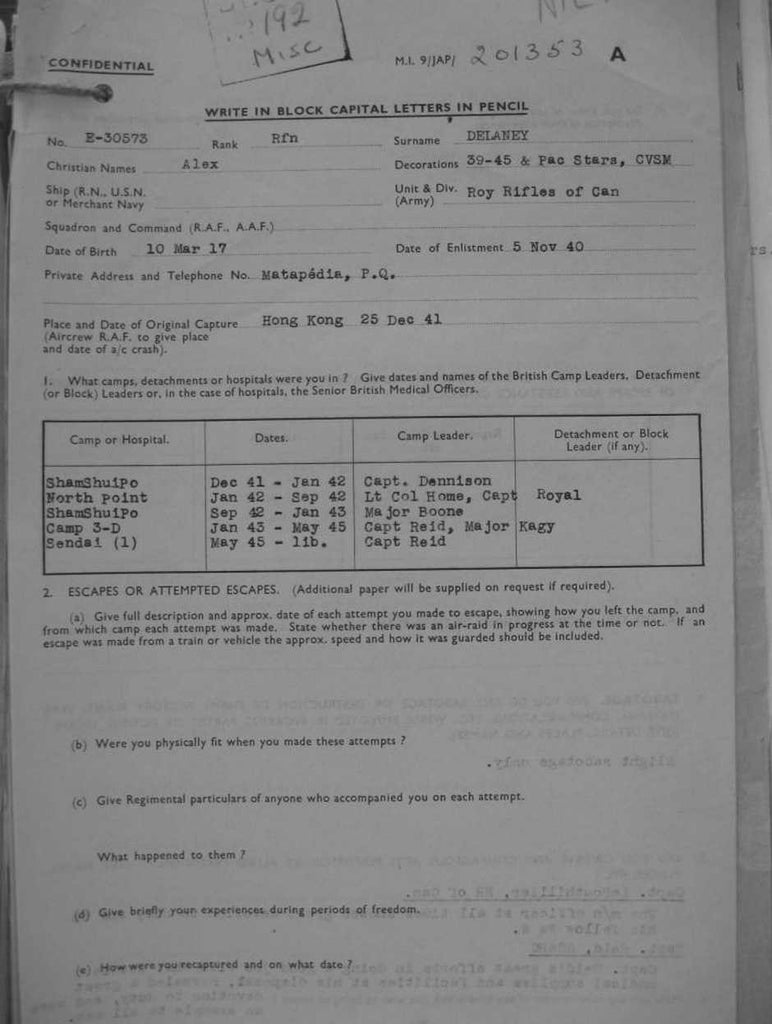 192
Misc
NIL
CONFIDENTIAL
M.I. 9/JAP/ 201353 A
WRITE IN BLOCK CAPITAL LETTERS IN PENCIL
No. E-30573 Rank Rfn Surname DELANEY
Christian Names Alex Decorations 39-45 & Pac Stars, CVSM
Ship (R.N., U.S.N. or Merchant Navy Unit & Div. (Army) Roy Rifles of Can
Squadron and Command (R.A.F., A.A.F.)
Date of Birth 10 Mar 17 Date of Enlistment 5 Nov 40
Private Address and Telephone No. Matapédia, P.Q.
Place and Date of Original Capture Hong Kong 25 Dec 41
(Aircrew R.A.F. to give place
and date of a/c crash).
1. What camps, detachments or hospitals were you in ? Give dates and names of the British Camp Leaders, Detachment
(or Block) Leaders or, in the case of hospitals, the Senior British Medical Officers.
Camp or Hospital. Dates. Camp Leader. Detachment or Block Leader (if any).
ShamShuiPo Dec 41 - Jan 42 Capt. Dennison
North Point Jan 42 - Sep 42 Lt Col Home, Capt Royal
ShamShuiPo Sep 42 - Jan 43 Major Boone
Camp 3-D Jan 43 - May 45 Capt Reid, Major Kagy
Sendai (1) May 45 - lib. Capt Reid
2. ESCAPES OR ATTEMPTED ESCAPES. (Additional paper will be supplied on request if required).
(a) Give full description and approx. date of each attempt you made to escape, showing how you left the camp, and
from which camp each attempt was made. State whether there was an air-raid in progress at the time or not. If an
escape was made from a train or vehicle the approx. speed and how it was guarded should be included.
(b) Were you physically fit when you made these attempts ?
(c) Give Regimental particulars of anyone who accompanied you on each attempt.
What happened to them ?
(d) Give briefly your experiences during periods of freedom.
(e) How were you recaptured and on what date ?